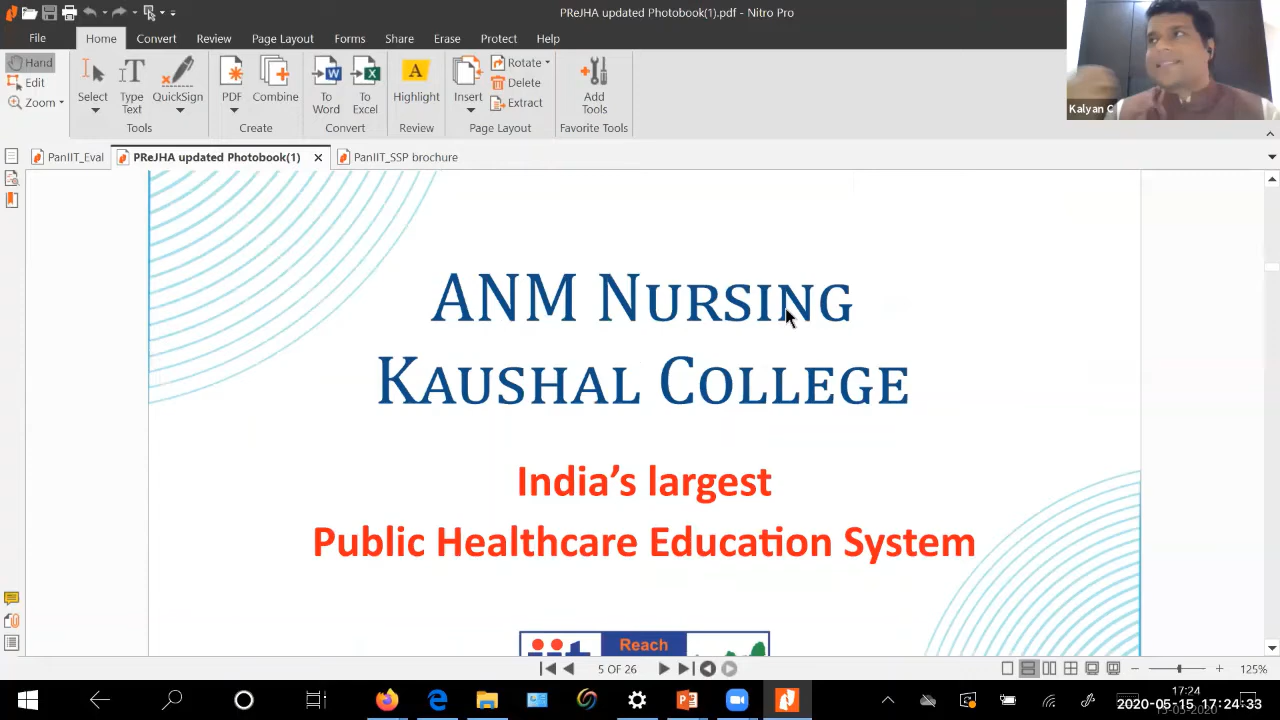 PReJHA updated Photobook(1).pdf - Nitro Pro
File Home Convert Review Page Layout Forms Share Erase Protect Help
Hand
Edit
Zoom
Select
Type Text
QuickSign
Tools
PDF
Combine
Create
To Word
To Excel
Convert
Highlight
Review
Insert
Rotate
Delete
Extract
Page Layout
Add Tools
Favorite Tools
Kalyan C
PanIIT_Eval
PReJHA updated Photobook(1)
PanIIT_SSP brochure
ANM Nursing
Kaushal College
India’s largest
Public Healthcare Education System
iit
Reach
5 OF 26
125%
17:24
2020-05-15 17:24:33